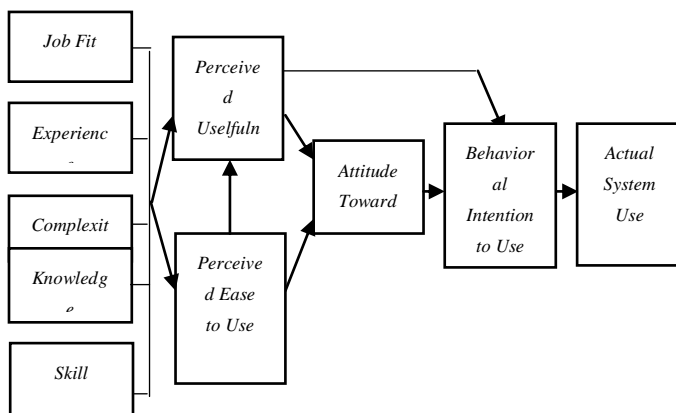 Job Fit
Experienc
Complexit
Knowledg
e
Skill
Perceive
d
Uselfuln
Perceive
d Ease
to Use
Attitude
Toward
Behavior
al
Intention
to Use
Actual
System
Use